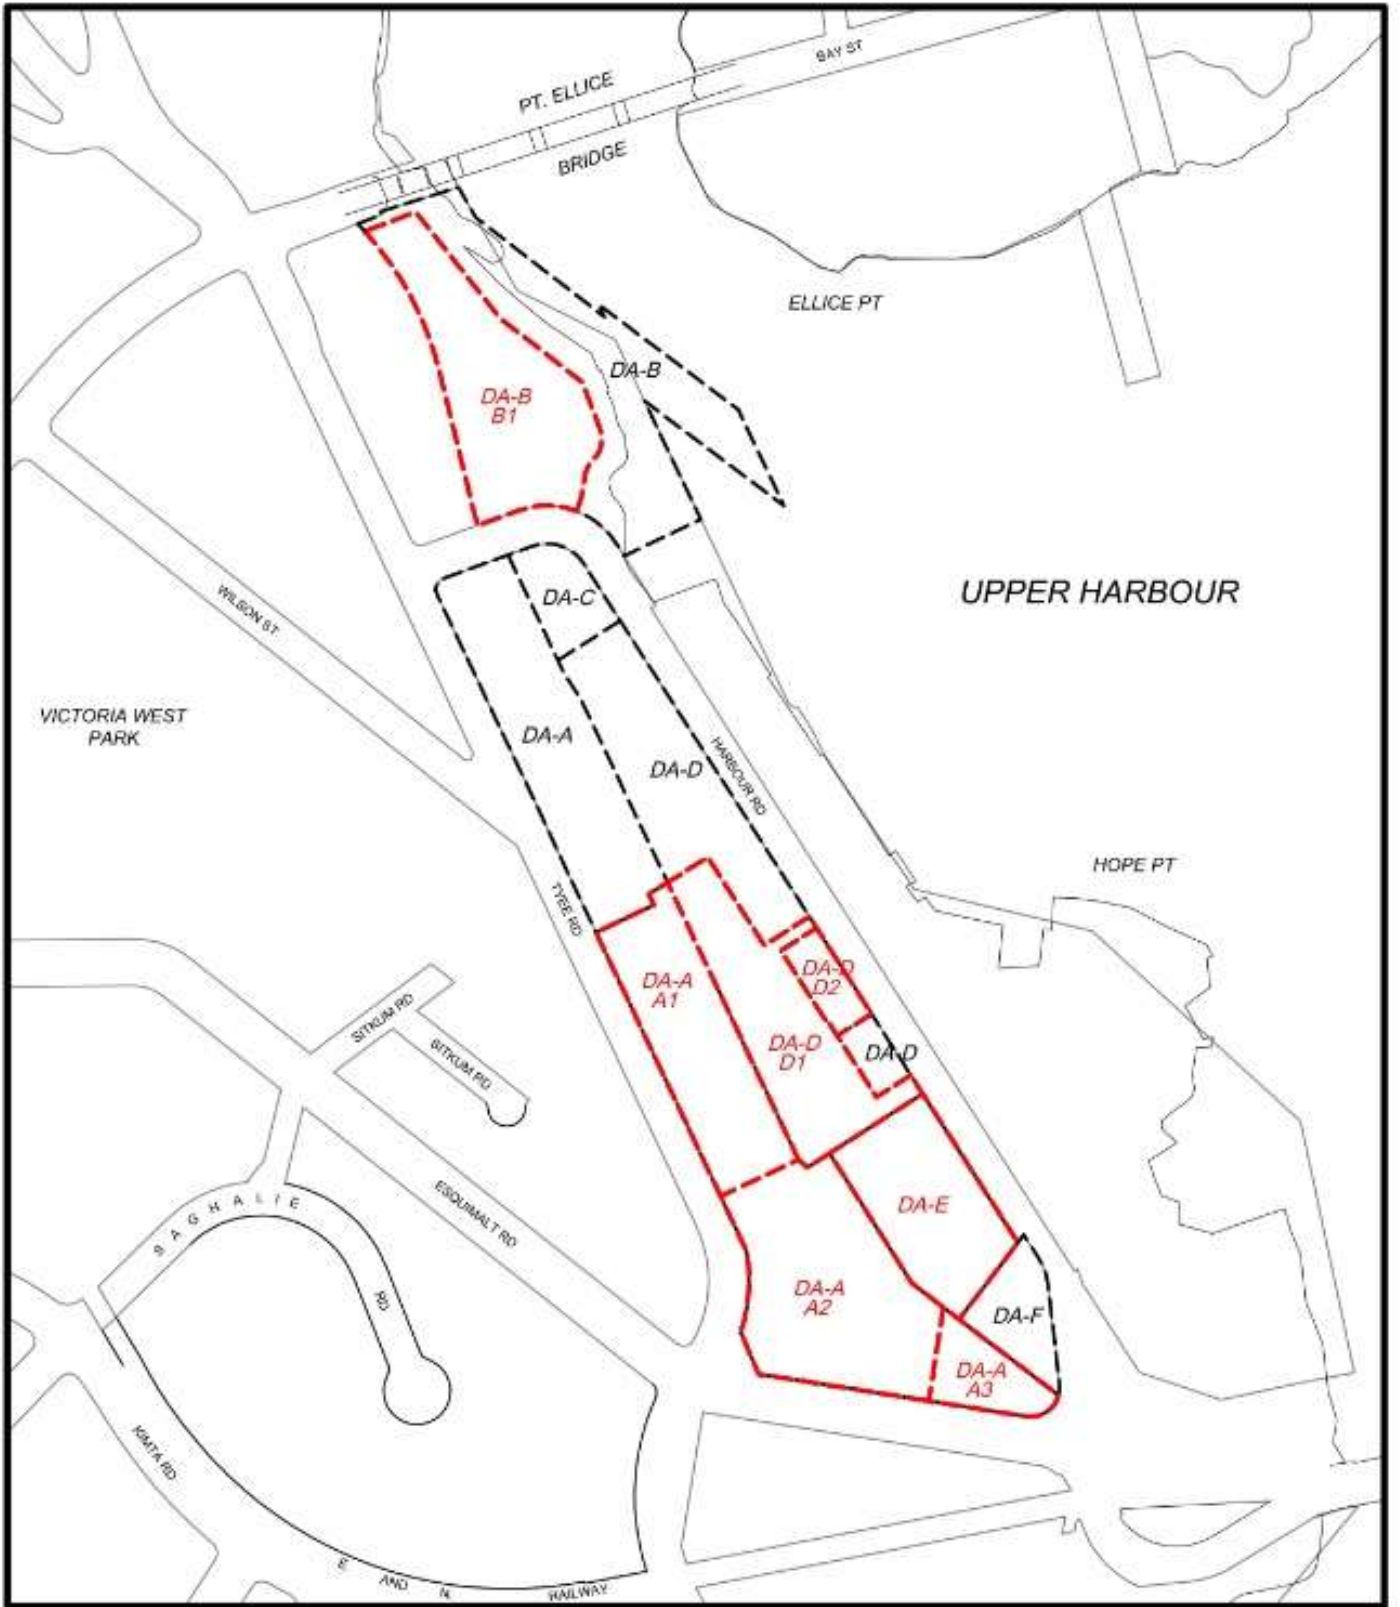 BAY ST
PT. ELLICE
BRIDGE
ELLICE PT
DA-B
DA-B
B1
UPPER HARBOUR
WILSON ST
DA-C
VICTORIA WEST
PARK
DA-A
DA-D
HARBOUR RD
HOPE PT
TYEE RD
DA-A
A1
DA-D
D2
SITKUM RD
SITKUM RD
DA-D
D1
DA-D
SAGHALIE
RD
ESQUIMALT RD
DA-E
DA-A
A2
DA-F
DA-A
A3
KIMTA RD
E AND N RAILWAY